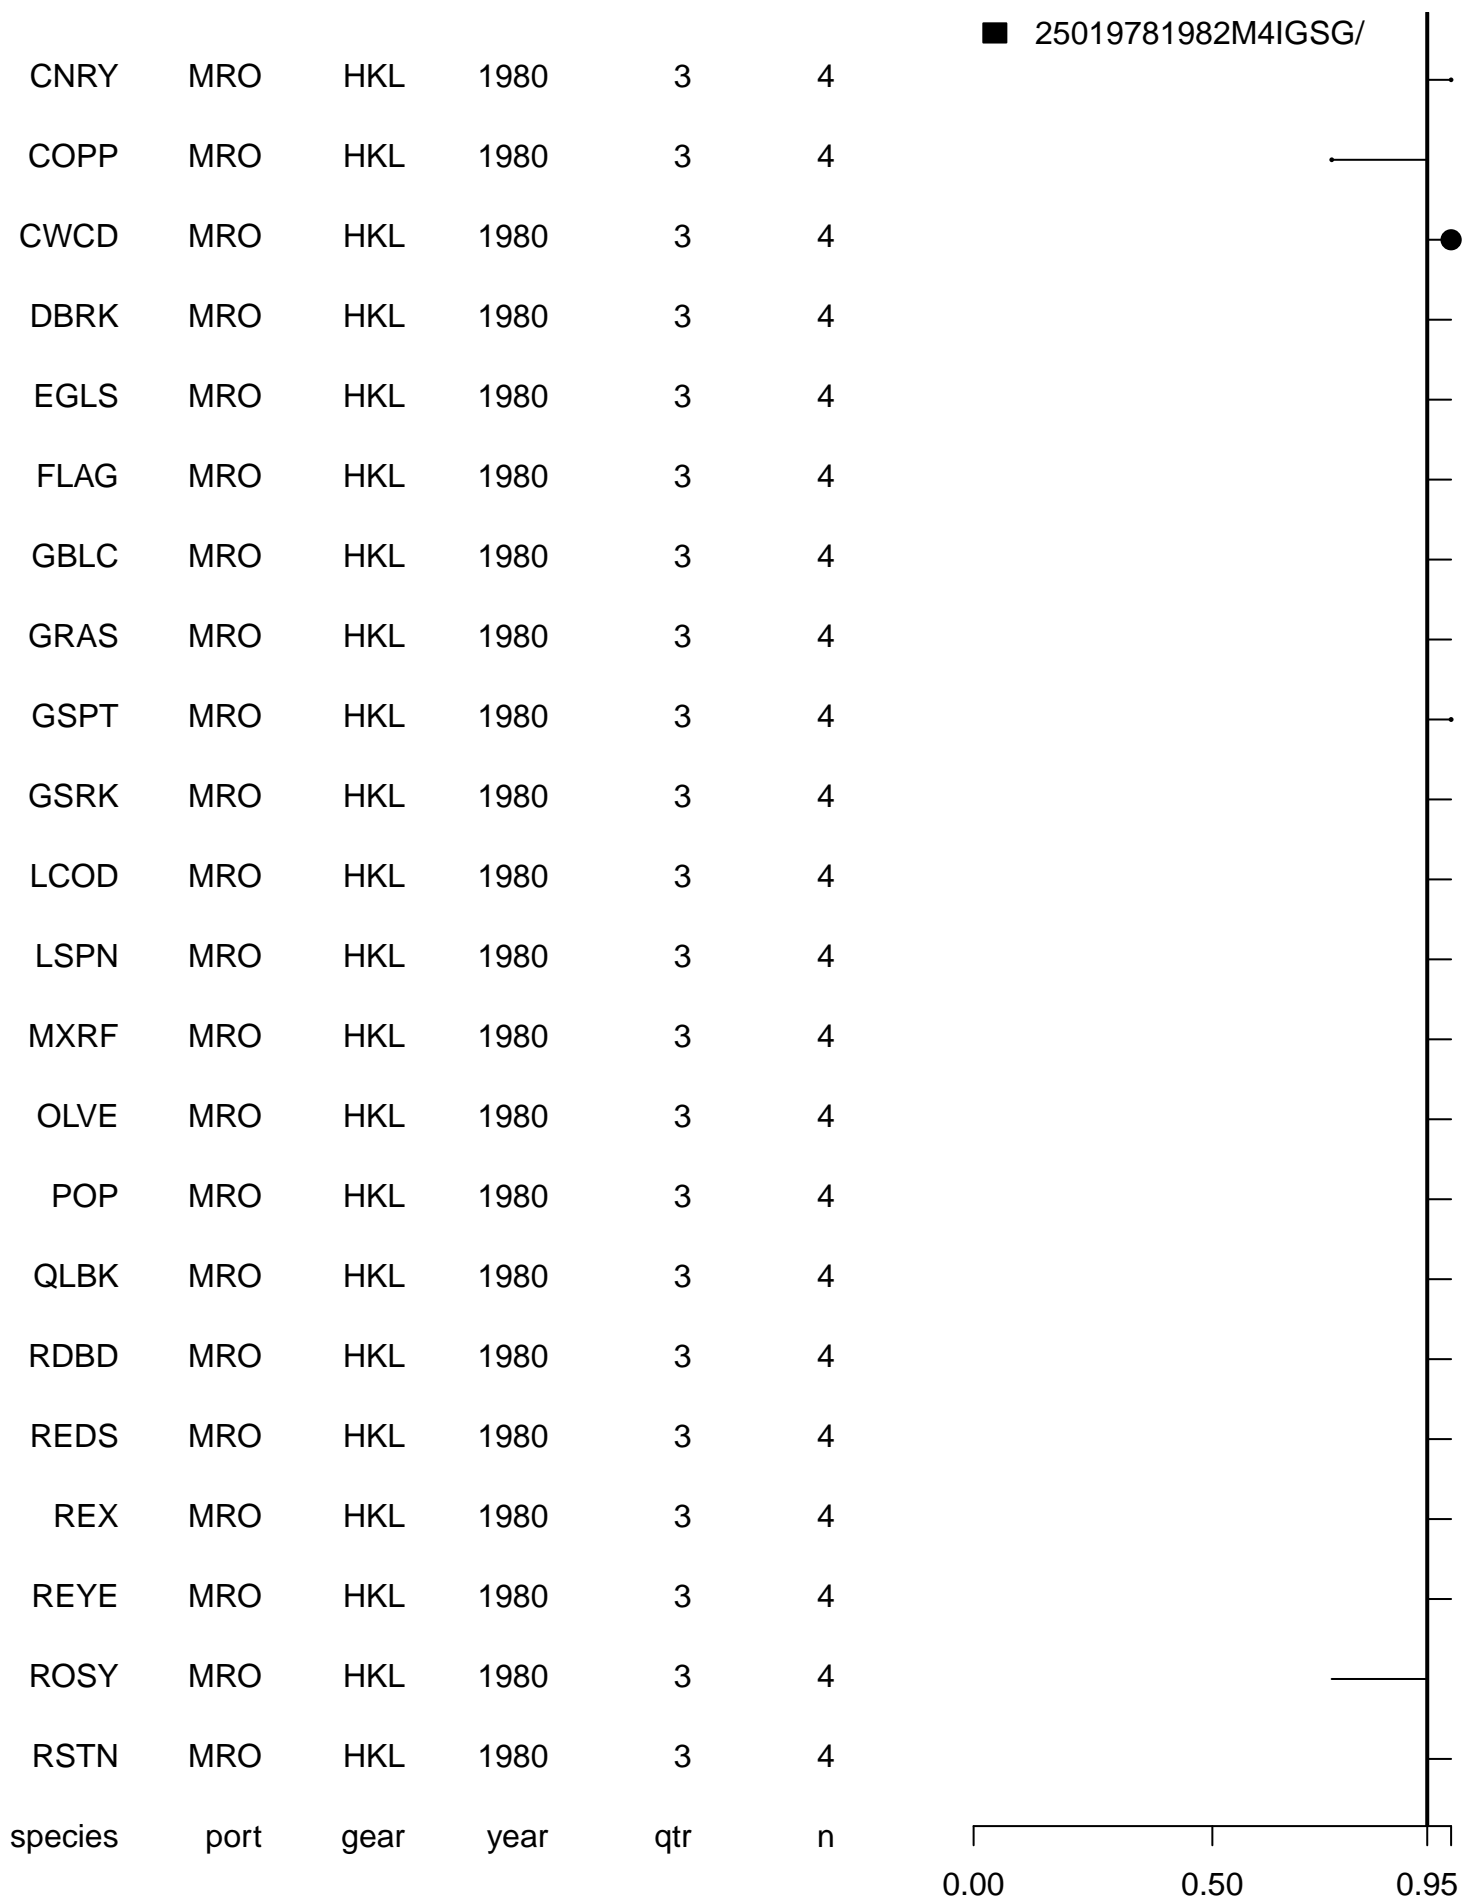 25019781982M4IGSG/
CNRY MRO HKL 1980 3 4
COPP MRO HKL 1980 3 4
CWCD MRO HKL 1980 3 4
DBRK MRO HKL 1980 3 4
EGLS MRO HKL 1980 3 4
FLAG MRO HKL 1980 3 4
GBLC MRO HKL 1980 3 4
GRAS MRO HKL 1980 3 4
GSPT MRO HKL 1980 3 4
GSRK MRO HKL 1980 3 4
LCOD MRO HKL 1980 3 4
LSPN MRO HKL 1980 3 4
MXRF MRO HKL 1980 3 4
OLVE MRO HKL 1980 3 4
POP MRO HKL 1980 3 4
QLBK MRO HKL 1980 3 4
RDBD MRO HKL 1980 3 4
REDS MRO HKL 1980 3 4
REX MRO HKL 1980 3 4
REYE MRO HKL 1980 3 4
ROSY MRO HKL 1980 3 4
RSTN MRO HKL 1980 3 4
species port gear year qtr n
0.00 0.50 0.95